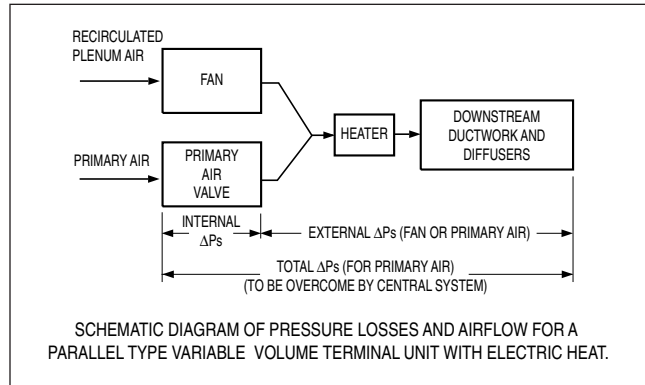 RECIRCULATED
PLENUM AIR
FAN
PRIMARY AIR
PRIMARY
AIR
VALVE
HEATER
DOWNSTREAM
DUCTWORK AND
DIFFUSERS
INTERNAL
ΔPs
EXTERNAL ΔPs (FAN OR PRIMARY AIR)
TOTAL ΔPs (FOR PRIMARY AIR)
(TO BE OVERCOME BY CENTRAL SYSTEM)
SCHEMATIC DIAGRAM OF PRESSURE LOSSES AND AIRFLOW FOR A
PARALLEL TYPE VARIABLE VOLUME TERMINAL UNIT WITH ELECTRIC HEAT.